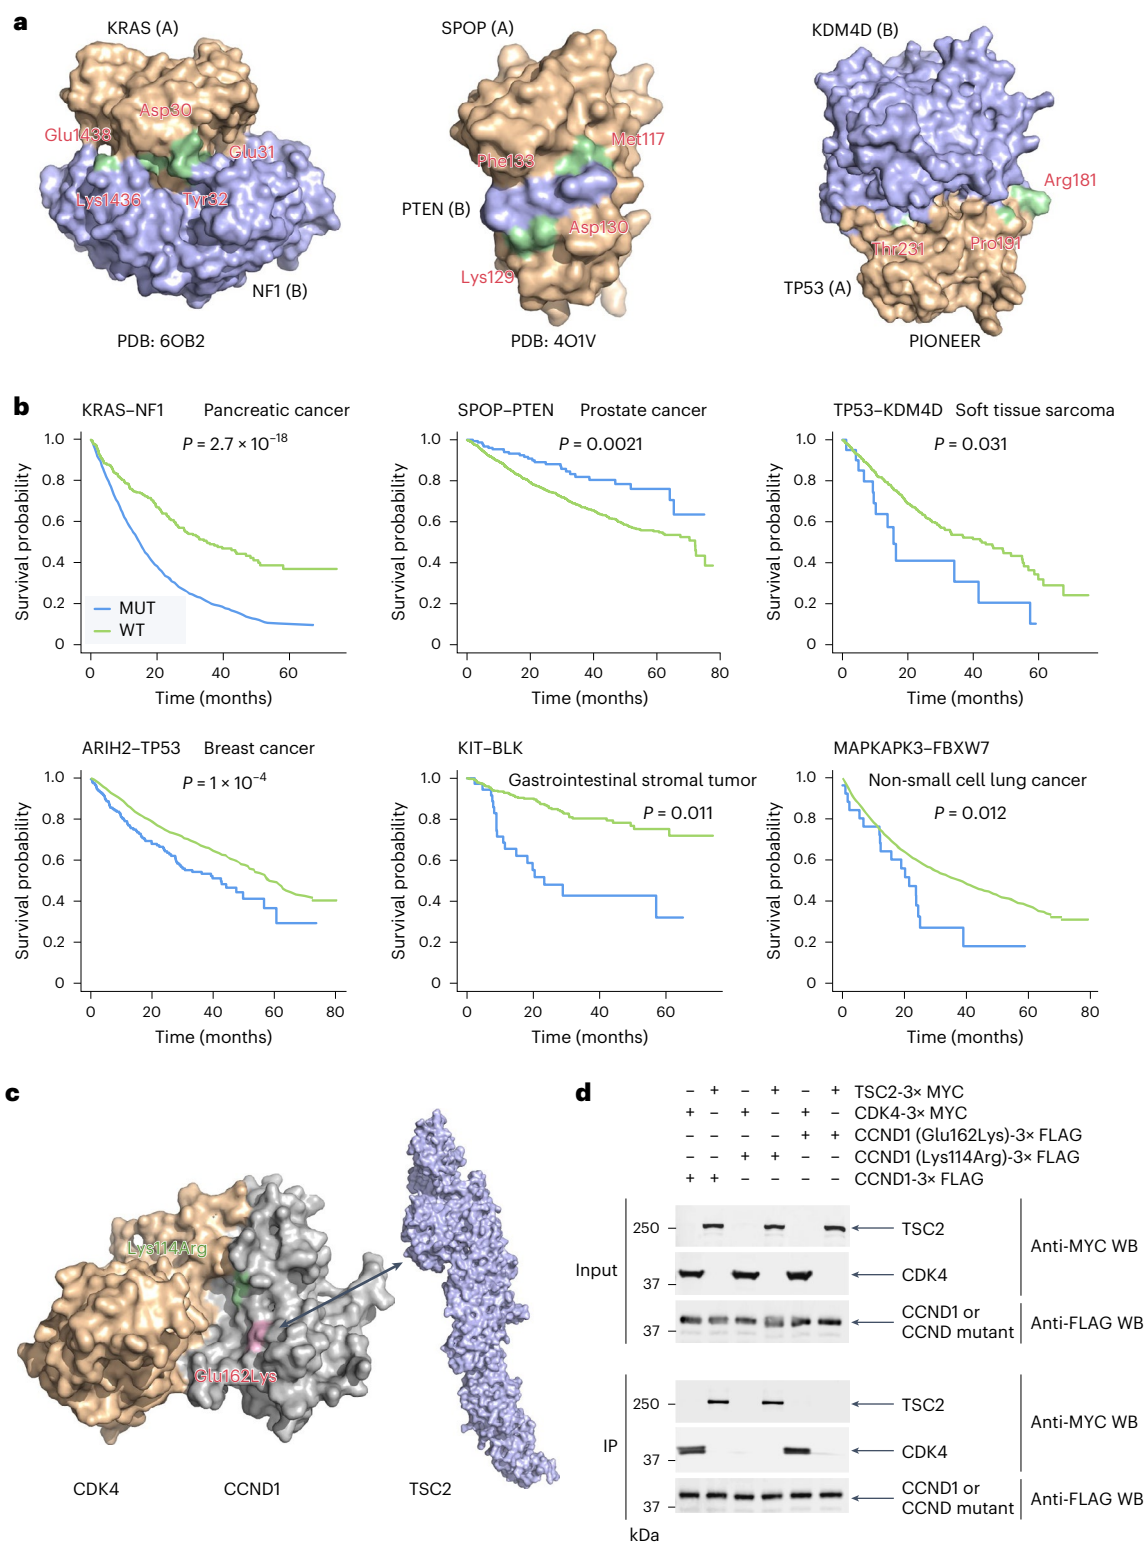 a
KRAS (A)
Asp30
Glu1438
Glu31
Lys1436
Tyr32
NF1 (B)
PDB: 6OB2
SPOP (A)
Met117
Phe133
PTEN (B)
Asp130
Lys129
PDB: 4O1V
KDM4D (B)
Arg181
Thr231
Pro191
TP53 (A)
PIONEER
b
KRAS–NF1 Pancreatic cancer
P = 2.7 × 10⁻¹⁸
Survival probability
1.0
0.8
0.6
0.4
0.2
0
MUT
WT
0 20 40 60
Time (months)
SPOP–PTEN Prostate cancer
P = 0.0021
Survival probability
1.0
0.8
0.6
0.4
0.2
0
0 20 40 60 80
Time (months)
TP53–KDM4D Soft tissue sarcoma
P = 0.031
Survival probability
1.0
0.8
0.6
0.4
0.2
0
0 20 40 60
Time (months)
ARIH2–TP53 Breast cancer
P = 1 × 10⁻⁴
Survival probability
1.0
0.8
0.6
0.4
0.2
0
0 20 40 60 80
Time (months)
KIT–BLK
Gastrointestinal stromal tumor
P = 0.011
Survival probability
1.0
0.8
0.6
0.4
0.2
0
0 20 40 60
Time (months)
MAPKAPK3–FBXW7
Non-small cell lung cancer
P = 0.012
Survival probability
1.0
0.8
0.6
0.4
0.2
0
0 20 40 60 80
Time (months)
c
Lys114Arg
Glu162Lys
CDK4
CCND1
TSC2
d
– + – + – + TSC2-3× MYC
+ – + – + – CDK4-3× MYC
– – – – + + CCND1 (Glu162Lys)-3× FLAG
– – + + – – CCND1 (Lys114Arg)-3× FLAG
+ + – – – – CCND1-3× FLAG
Input
250
TSC2
37
CDK4
Anti-MYC WB
37
CCND1 or
CCND mutant
Anti-FLAG WB
IP
250
TSC2
37
CDK4
Anti-MYC WB
37
CCND1 or
CCND mutant
Anti-FLAG WB
kDa